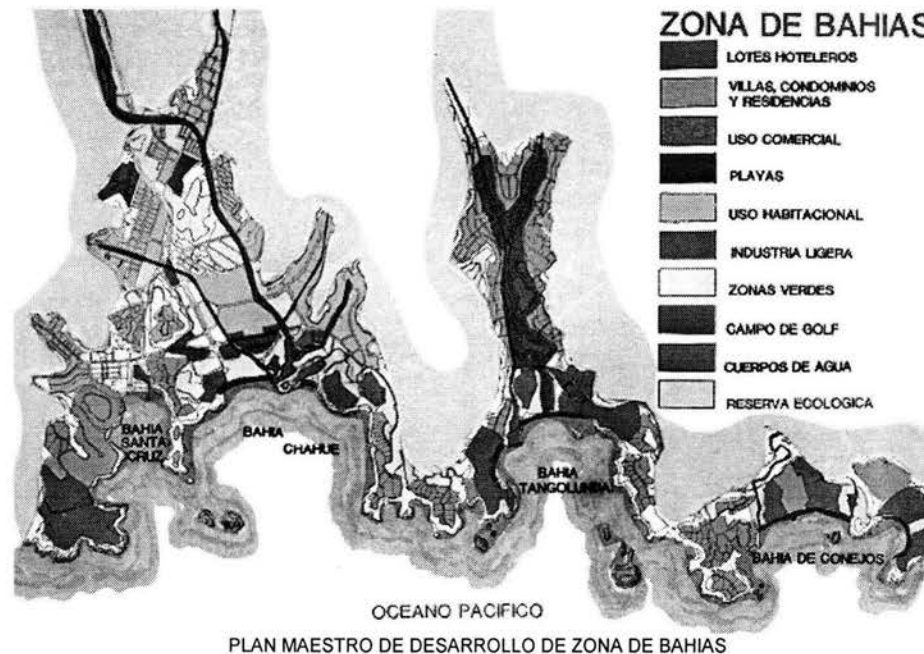 ZONA DE BAHIAS
LOTES HOTELEROS
VILLAS, CONDOMINIOS
Y RESIDENCIAS
USO COMERCIAL
PLAYAS
USO HABITACIONAL
INDUSTRIA LIGERA
ZONAS VERDES
CAMPO DE GOLF
CUERPOS DE AGUA
RESERVA ECOLOGICA
BAHIA
SANTA
CRUZ
BAHIA
CHAHUE
BAHIA
TANGOLUNDA
BAHIA DE CONEJOS
OCEANO PACIFICO
PLAN MAESTRO DE DESARROLLO DE ZONA DE BAHIAS